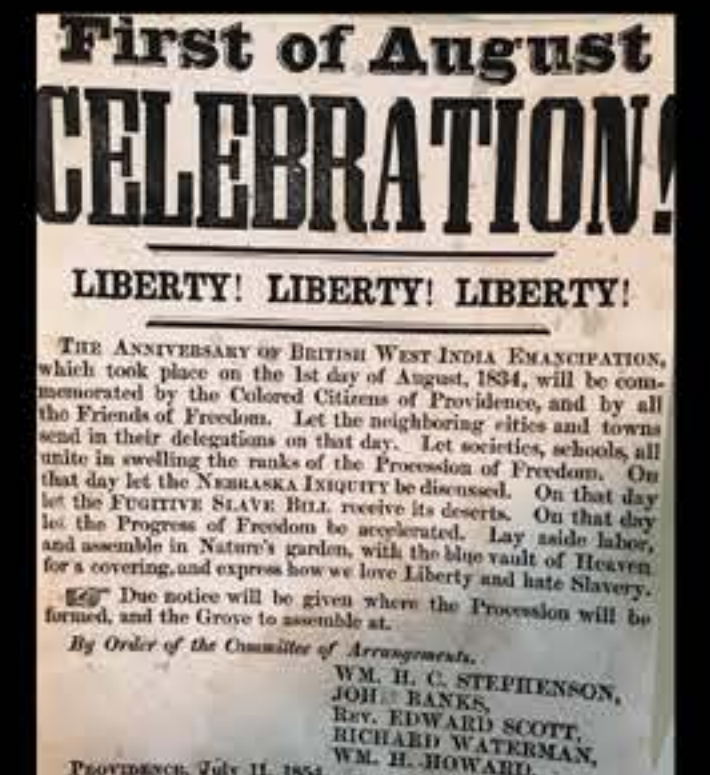 First of August
CELEBRATION!
LIBERTY! LIBERTY! LIBERTY!
THE ANNIVERSARY OF BRITISH WEST INDIA EMANCIPATION,
which took place on the 1st day of August, 1834, will be com-
memorated by the Colored Citizens of Providence, and by all
the Friends of Freedom. Let the neighboring cities and towns
send in their delegations on that day. Let societies, schools, all
unite in swelling the ranks of the Procession of Freedom. On
that day let the NEBRASKA INIQUITY be discussed. On that day
let the FUGITIVE SLAVE BILL receive its deserts. On that day
let the Progress of Freedom be accelerated. Lay aside labor,
and assemble in Nature's garden, with the blue vault of Heaven
for a covering, and express how we love Liberty and hate Slavery.
☞ Due notice will be given where the Procession will be
formed, and the Grove to assemble at.
By Order of the Committee of Arrangements.
WM. H. C. STEPHENSON,
JOHN BANKS,
REV. EDWARD SCOTT,
RICHARD WATERMAN,
WM. H. HOWARD.
PROVIDENCE, July 11, 1854